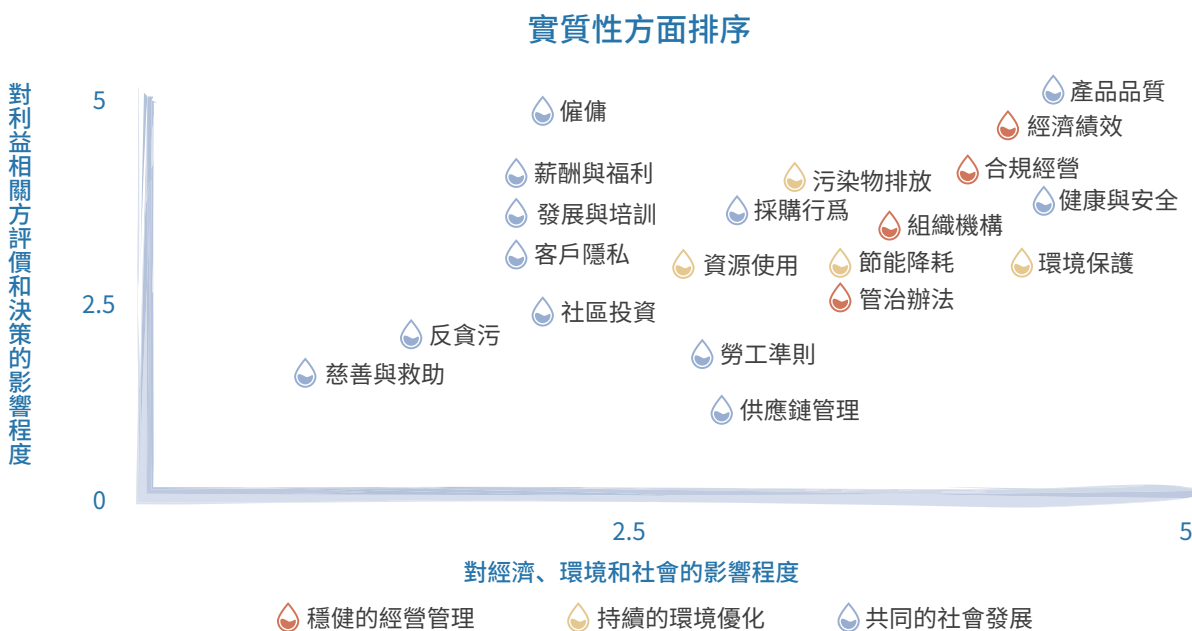 實質性方面排序
對利益相關方評價和決策的影響程度
5
2.5
0
產品品質
僱傭
經濟績效
合規經營
薪酬與福利
污染物排放
健康與安全
採購行爲
發展與培訓
組織機構
客戶隱私
資源使用
節能降耗
環境保護
管治辦法
社區投資
反貪污
勞工準則
慈善與救助
供應鏈管理
2.5
5
對經濟、環境和社會的影響程度
穩健的經營管理
持續的環境優化
共同的社會發展